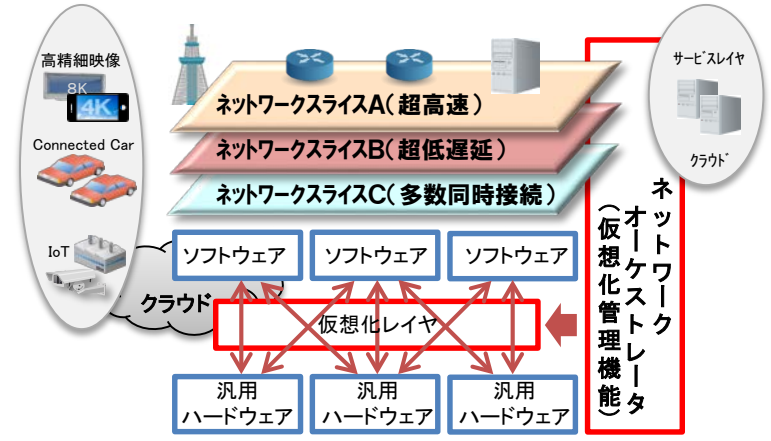 高精細映像
8K
4K
Connected Car
IoT
クラウド
ネットワークスライスA(超高速)
ネットワークスライスB(超低遅延)
ネットワークスライスC(多数同時接続)
ソフトウェア
ソフトウェア
ソフトウェア
仮想化レイヤ
汎用
ハードウェア
汎用
ハードウェア
汎用
ハードウェア
サービスレイヤ
クラウド
ネットワーク
オーケストレータ
(仮想化管理機能)